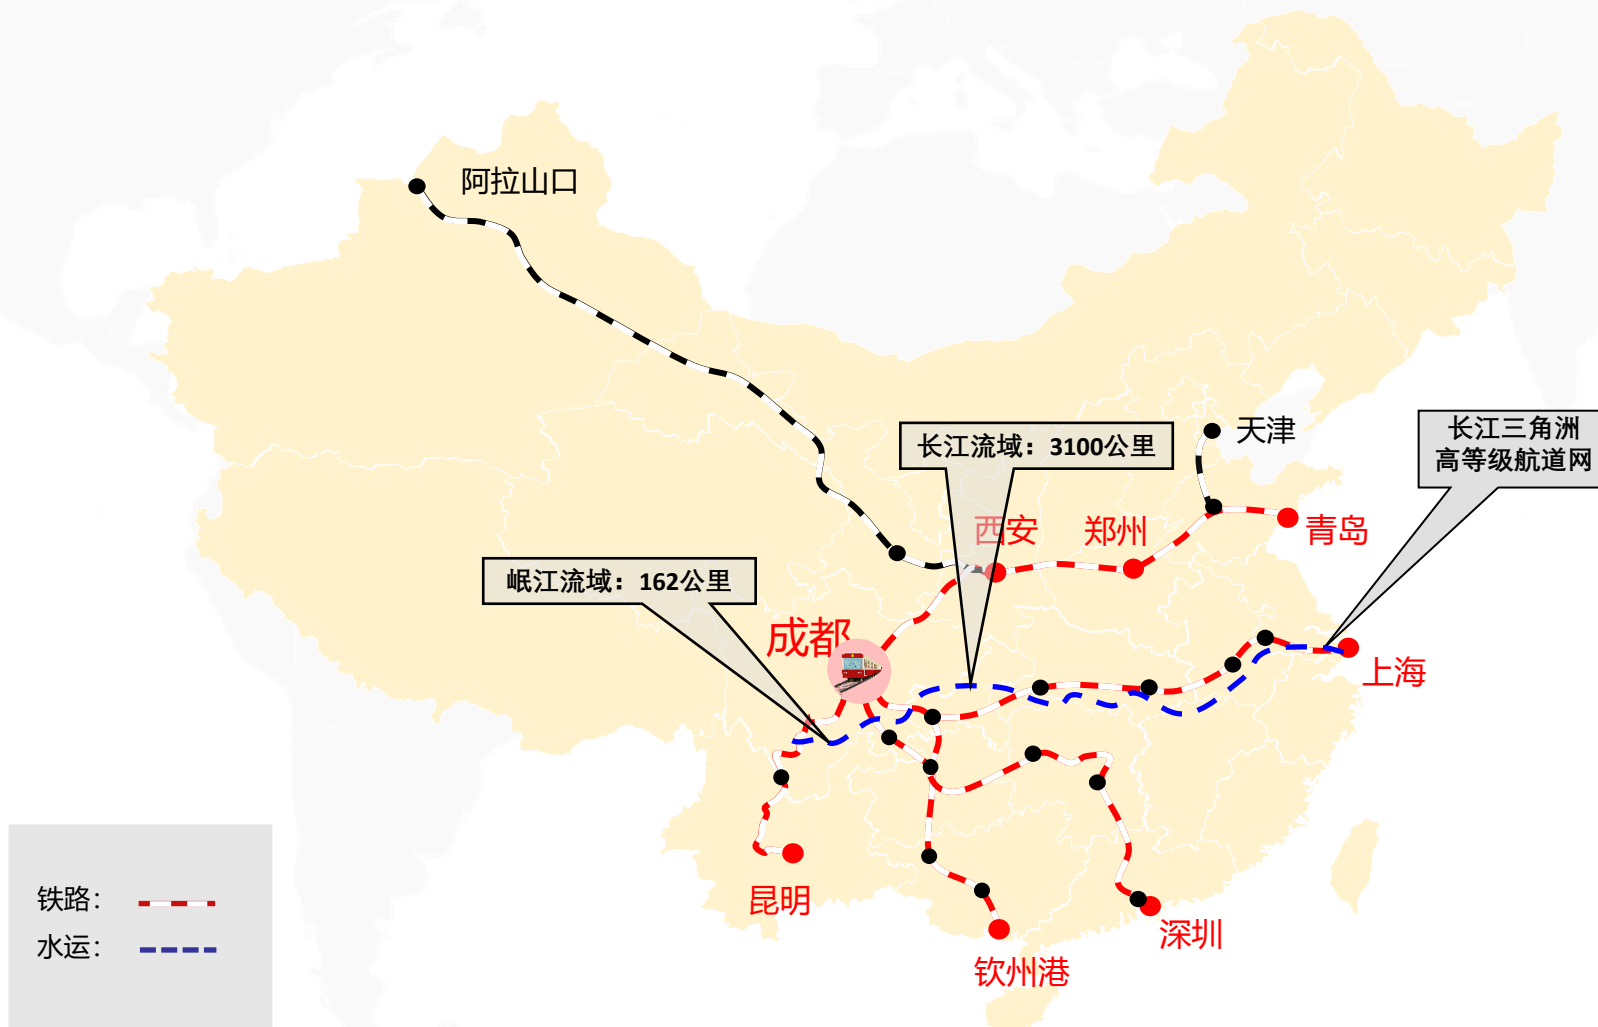 阿拉山口
天津
长江流域：3100公里
长江三角洲
高等级航道网
西安
郑州
青岛
岷江流域：162公里
成都
上海
昆明
深圳
钦州港
铁路：
水运：